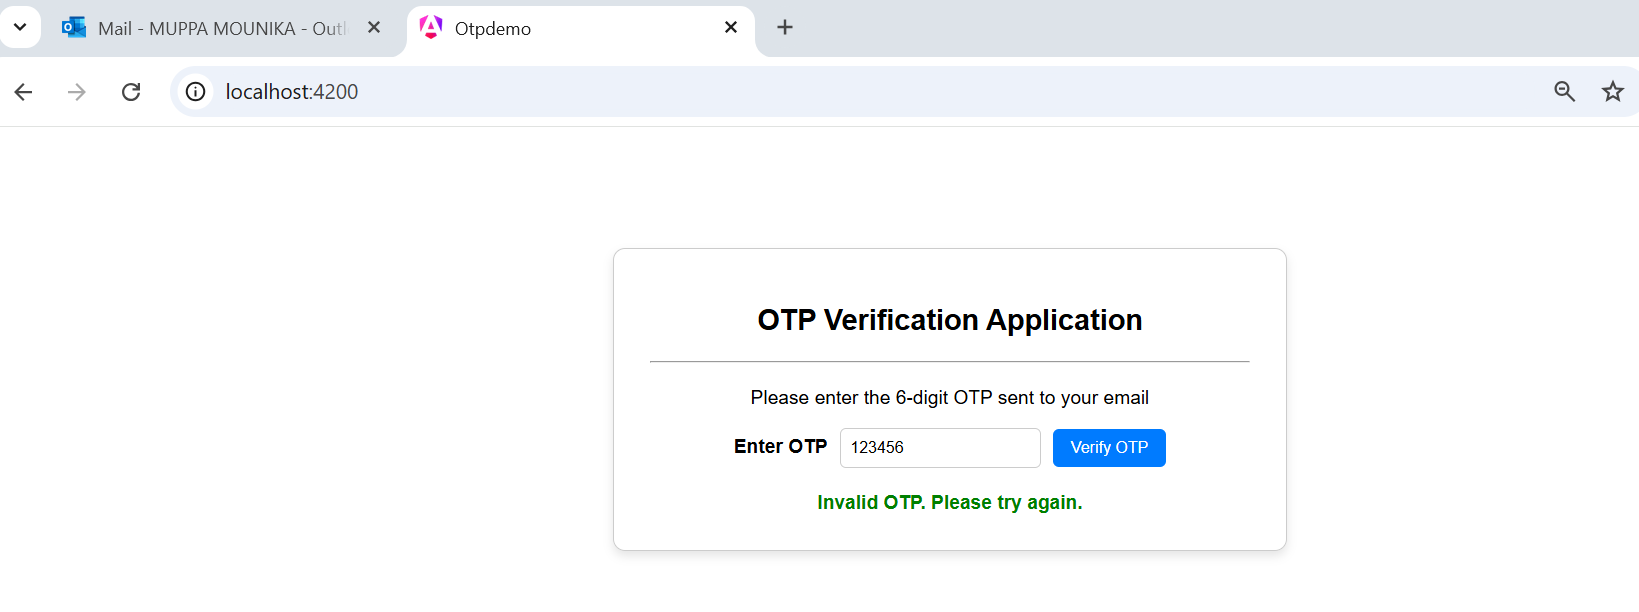 Mail - MUPPA MOUNIKA - Outl
Otpdemo
localhost:4200
OTP Verification Application
Please enter the 6-digit OTP sent to your email
Enter OTP 123456 Verify OTP
Invalid OTP. Please try again.